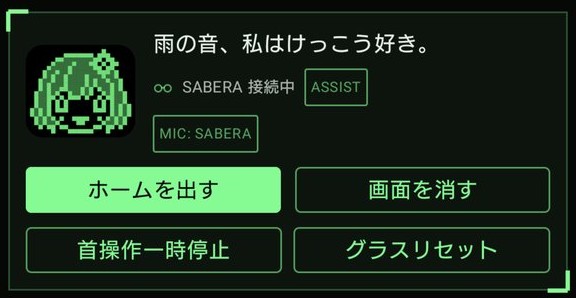 雨の音、私はけっこう好き。
SABERA 接続中 ASSIST
MIC: SABERA
ホームを出す 画面を消す
首操作一時停止 グラスリセット